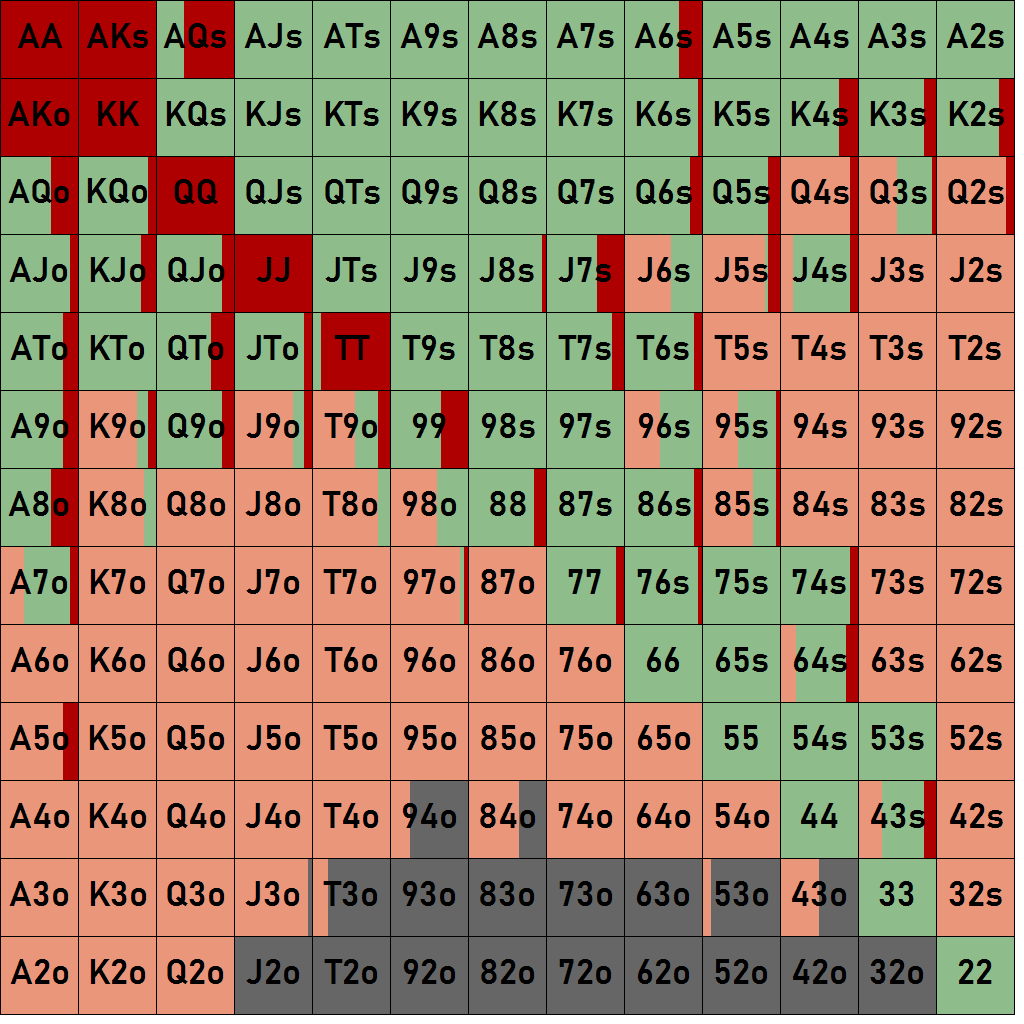 AA AKs AQs AJs ATs A9s A8s A7s A6s A5s A4s A3s A2s
AKo KK KQs KJs KTs K9s K8s K7s K6s K5s K4s K3s K2s
AQo KQo QQ QJs QTs Q9s Q8s Q7s Q6s Q5s Q4s Q3s Q2s
AJo KJo QJo JJ JTs J9s J8s J7s J6s J5s J4s J3s J2s
ATo KTo QTo JTo TT T9s T8s T7s T6s T5s T4s T3s T2s
A9o K9o Q9o J9o T9o 99 98s 97s 96s 95s 94s 93s 92s
A8o K8o Q8o J8o T8o 98o 88 87s 86s 85s 84s 83s 82s
A7o K7o Q7o J7o T7o 97o 87o 77 76s 75s 74s 73s 72s
A6o K6o Q6o J6o T6o 96o 86o 76o 66 65s 64s 63s 62s
A5o K5o Q5o J5o T5o 95o 85o 75o 65o 55 54s 53s 52s
A4o K4o Q4o J4o T4o 94o 84o 74o 64o 54o 44 43s 42s
A3o K3o Q3o J3o T3o 93o 83o 73o 63o 53o 43o 33 32s
A2o K2o Q2o J2o T2o 92o 82o 72o 62o 52o 42o 32o 22